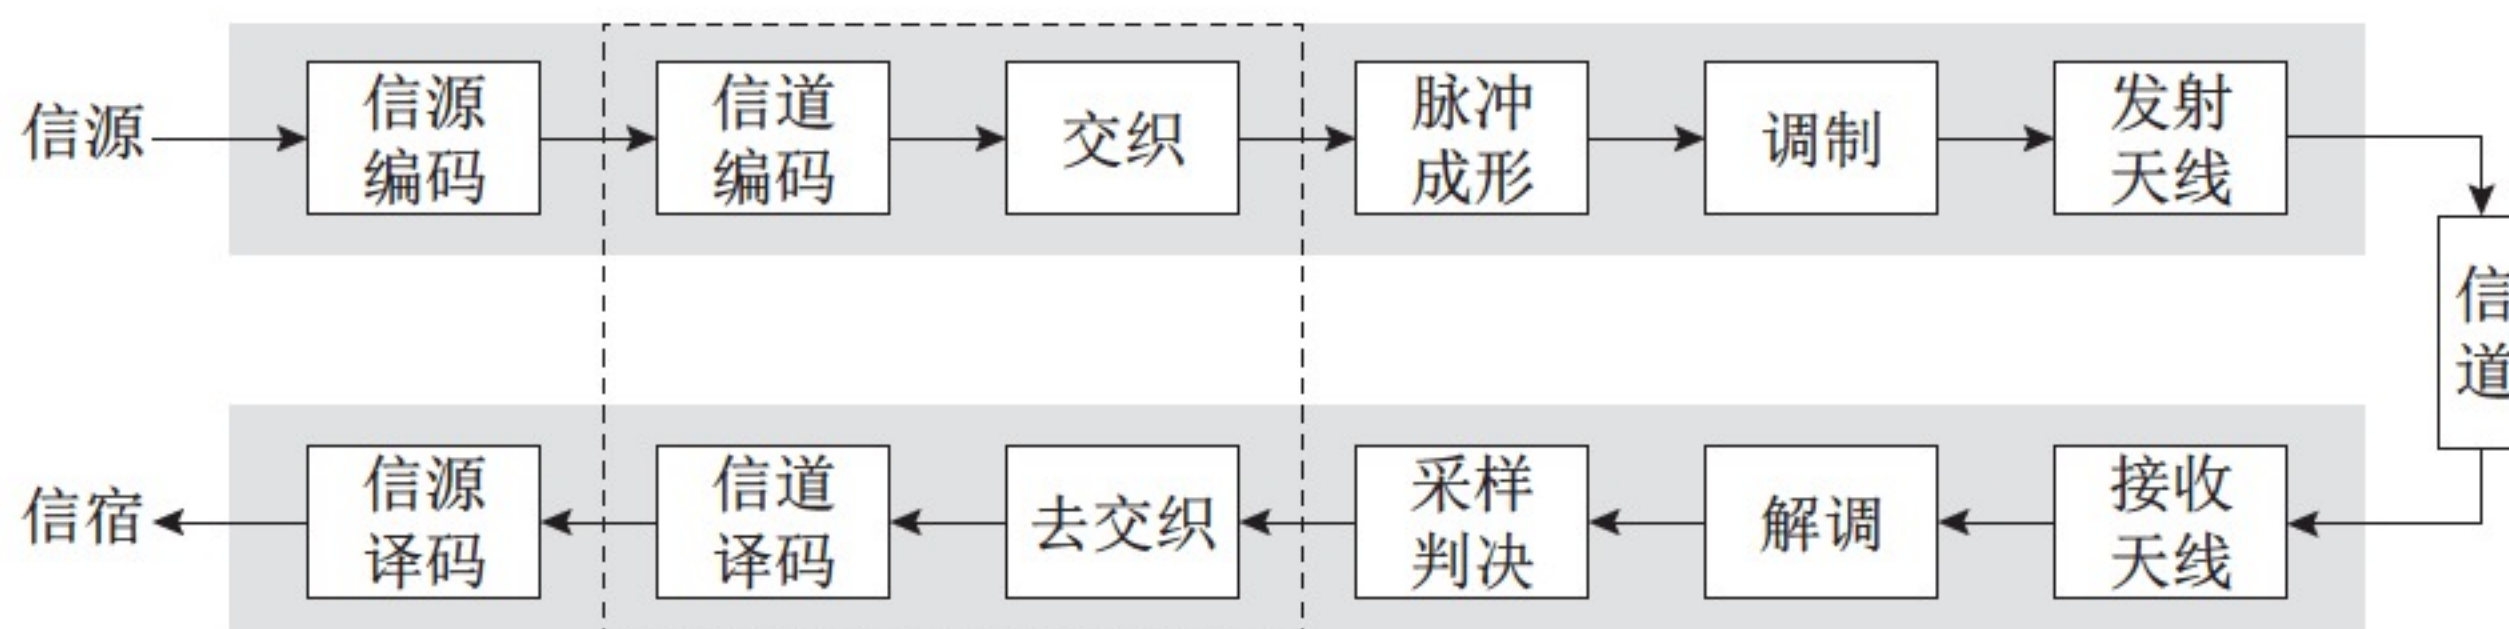 信源
信源
编码
信道
编码
交织
脉冲
成形
调制
发射
天线
信
道
信宿
信源
译码
信道
译码
去交织
采样
判决
解调
接收
天线